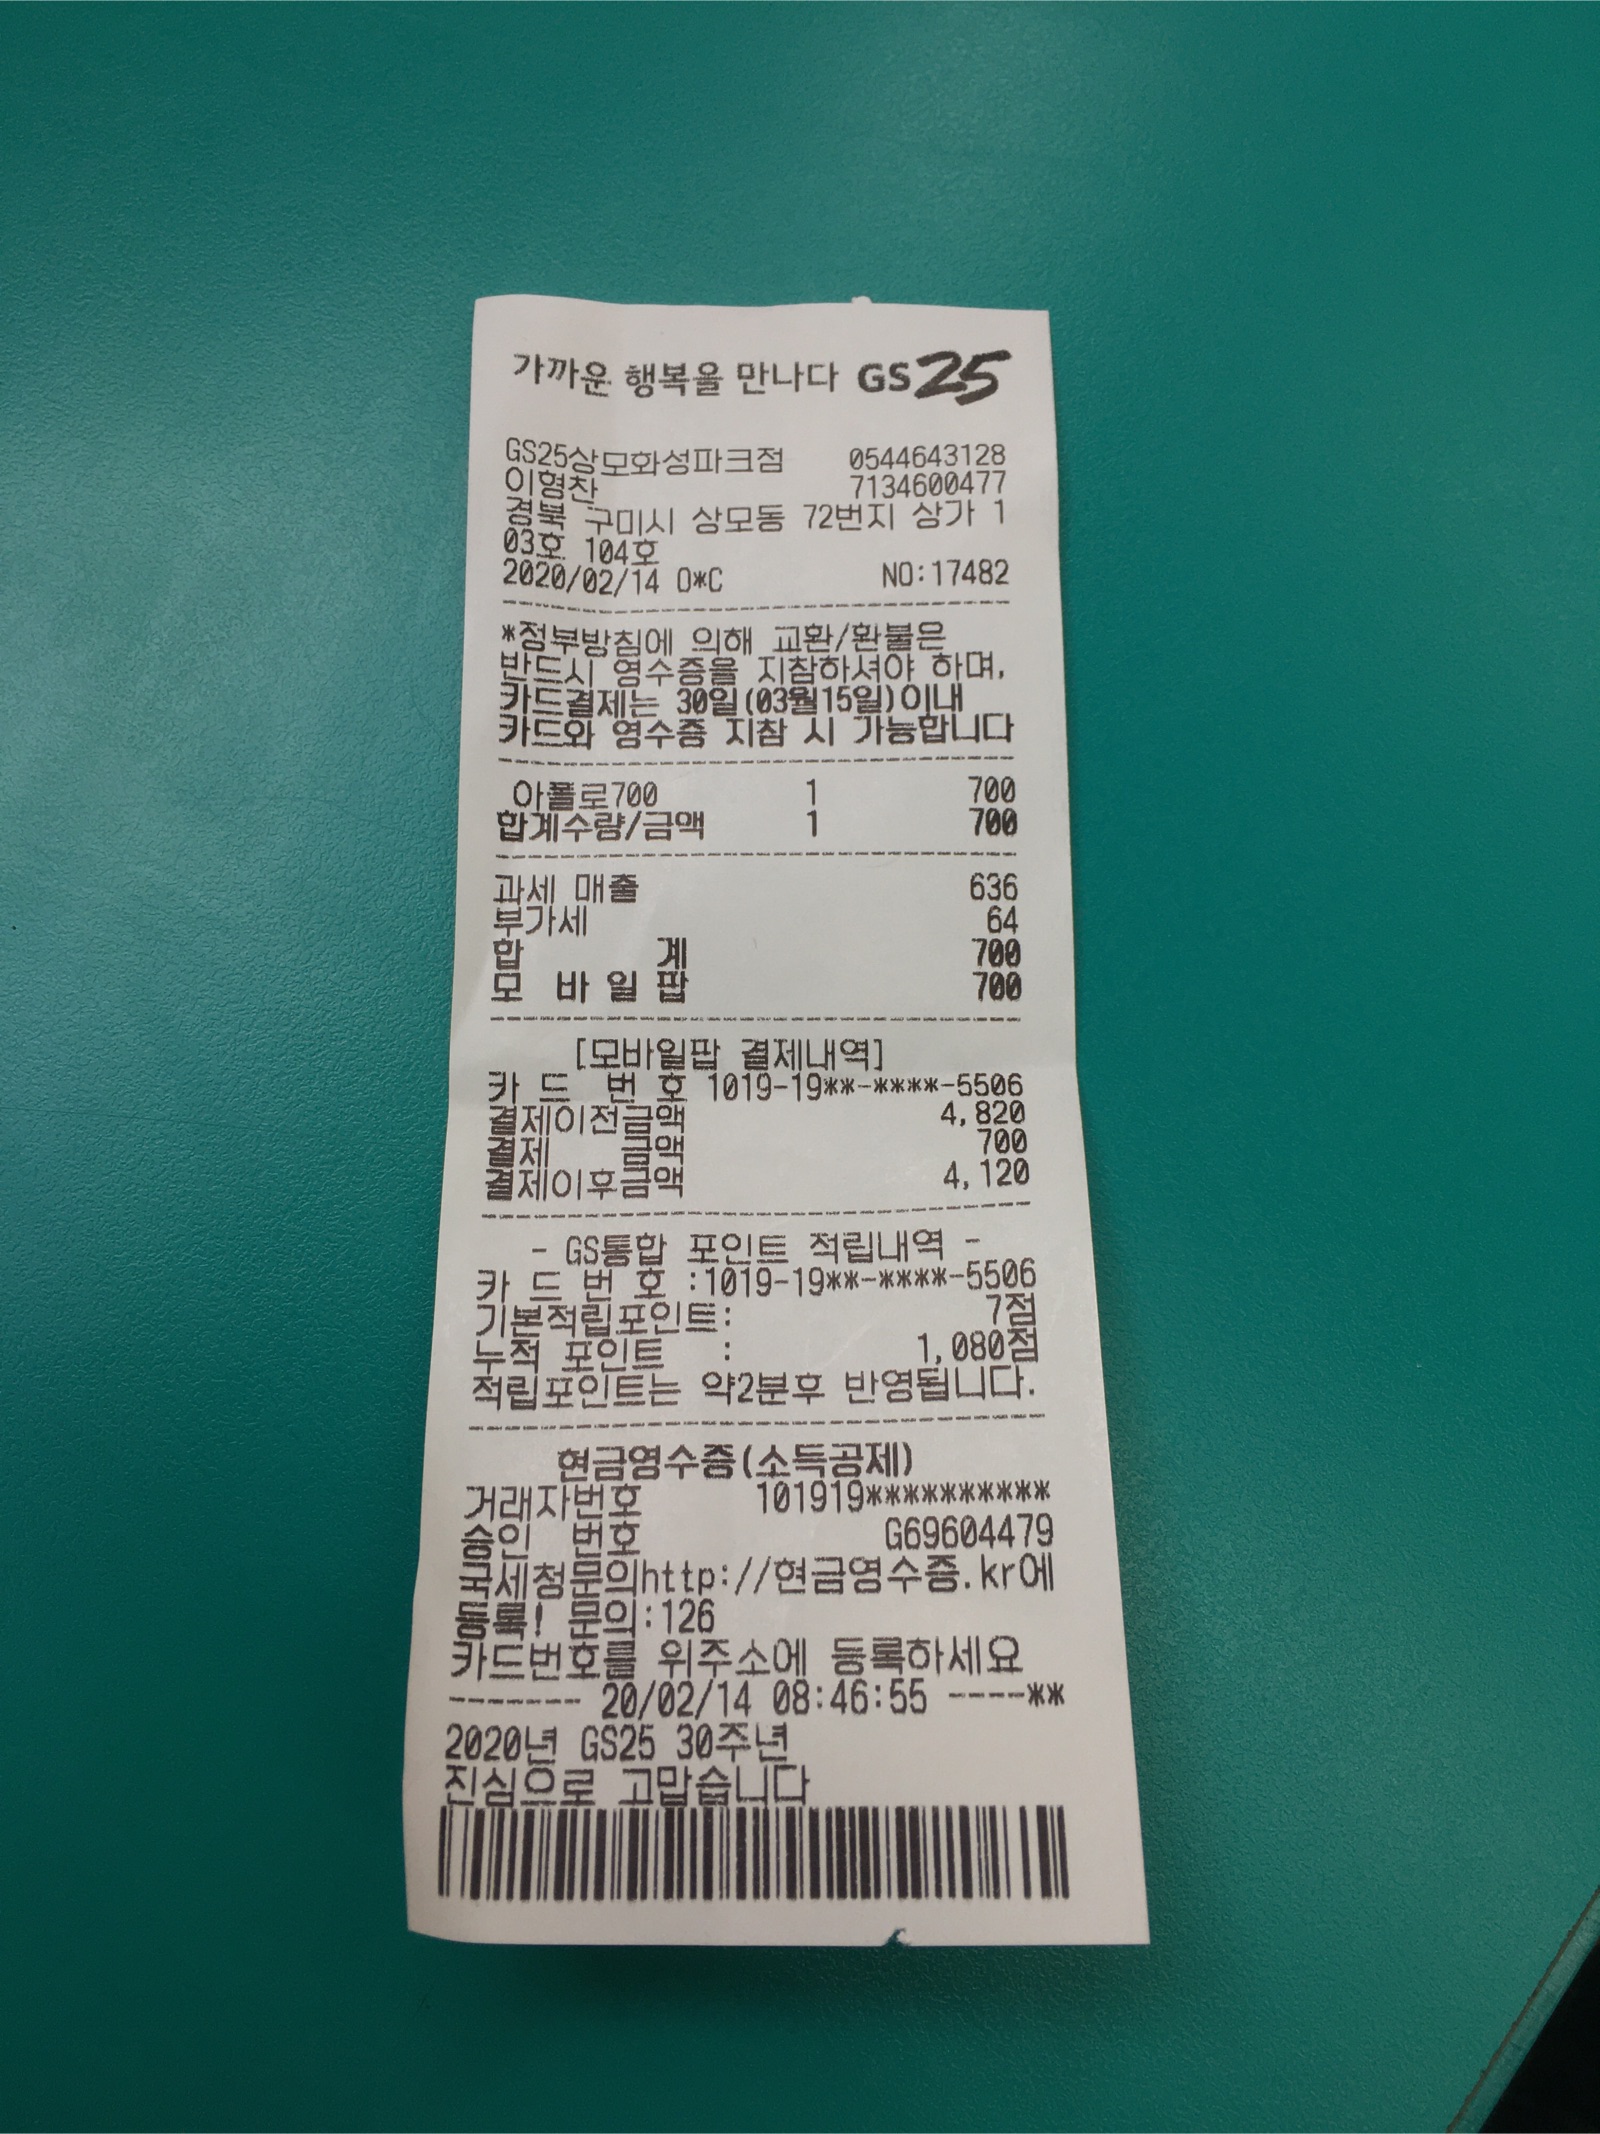 가까운 행복을 만나다 GS25
GS25상모화성파크점 0544643128
이형찬 7134600477
경북 구미시 상모동 72번지 상가 1
03호 104호
2020/02/14 O*C NO:17482
*정부방침에 의해 교환/환불은
반드시 영수증을 지참하셔야 하며,
카드결제는 30일(03월15일)이내
카드와 영수증 지참 시 가능합니다
아폴로700 1 700
합계수량/금액 1 700
과세 매출 636
부가세 64
합 계 700
모 바 일 팝 700
[모바일팝 결제내역]
카 드 번 호 1019-19**-****-5506
결제이전금액 4,820
결제 금액 700
결제이후금액 4,120
- GS통합 포인트 적립내역 -
카 드 번 호 :1019-19**-****-5506
기본적립포인트: 7점
누적 포인트 : 1,080점
적립포인트는 약2분후 반영됩니다.
현금영수증(소득공제)
거래자번호 101919**********
승인 번호 G69604479
국세청문의http://현금영수증.kr에
등록! 문의:126
카드번호를 위주소에 등록하세요
------- 20/02/14 08:46:55 ----**
2020년 GS25 30주년
진심으로 고맙습니다